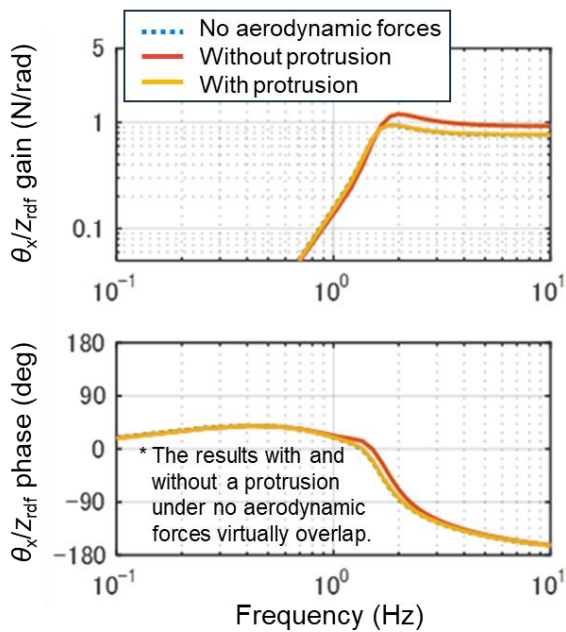 No aerodynamic forces
Without protrusion
With protrusion
θx/zrdf gain (N/rad)
5
1
0.1
10⁻¹ 10⁰ 10¹
θx/zrdf phase (deg)
180
90
0
-90
-180
* The results with and
without a protrusion
under no aerodynamic
forces virtually overlap.
10⁻¹ 10⁰ 10¹
Frequency (Hz)